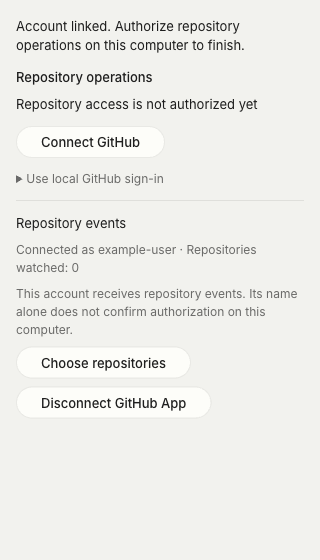 Account linked. Authorize repository
operations on this computer to finish.
Repository operations
Repository access is not authorized yet
Connect GitHub
Use local GitHub sign-in
Repository events
Connected as example-user · Repositories
watched: 0
This account receives repository events. Its name
alone does not confirm authorization on this
computer.
Choose repositories
Disconnect GitHub App